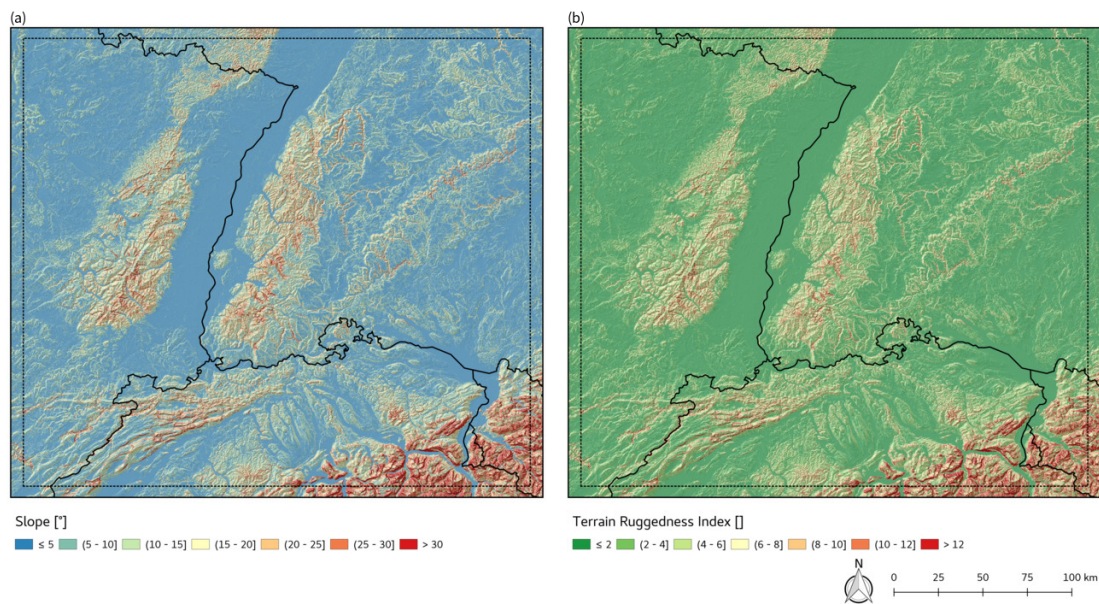 (a)
(b)
Slope [°]
≤ 5 (5 - 10] (10 - 15] (15 - 20] (20 - 25] (25 - 30] > 30
Terrain Ruggedness Index []
≤ 2 (2 - 4] (4 - 6] (6 - 8] (8 - 10] (10 - 12] > 12
N
0 25 50 75 100 km